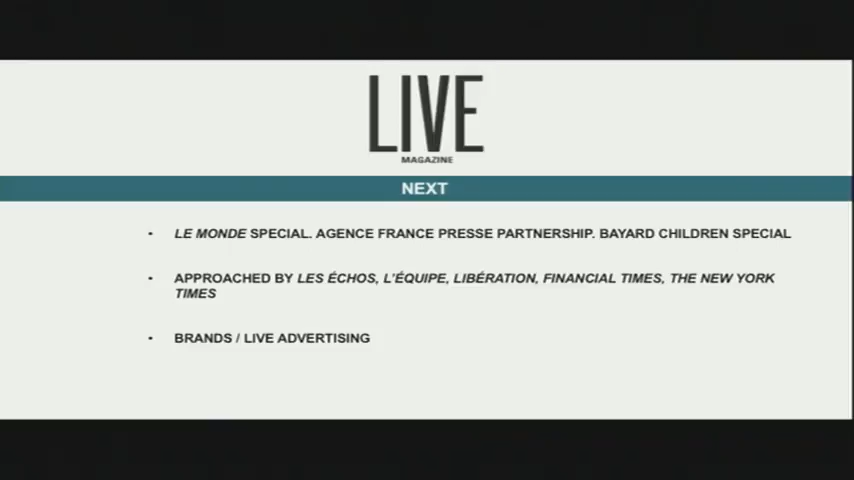 LIVE
MAGAZINE
NEXT
• LE MONDE SPECIAL. AGENCE FRANCE PRESSE PARTNERSHIP. BAYARD CHILDREN SPECIAL
• APPROACHED BY LES ÉCHOS, L'ÉQUIPE, LIBÉRATION, FINANCIAL TIMES, THE NEW YORK
TIMES
• BRANDS / LIVE ADVERTISING